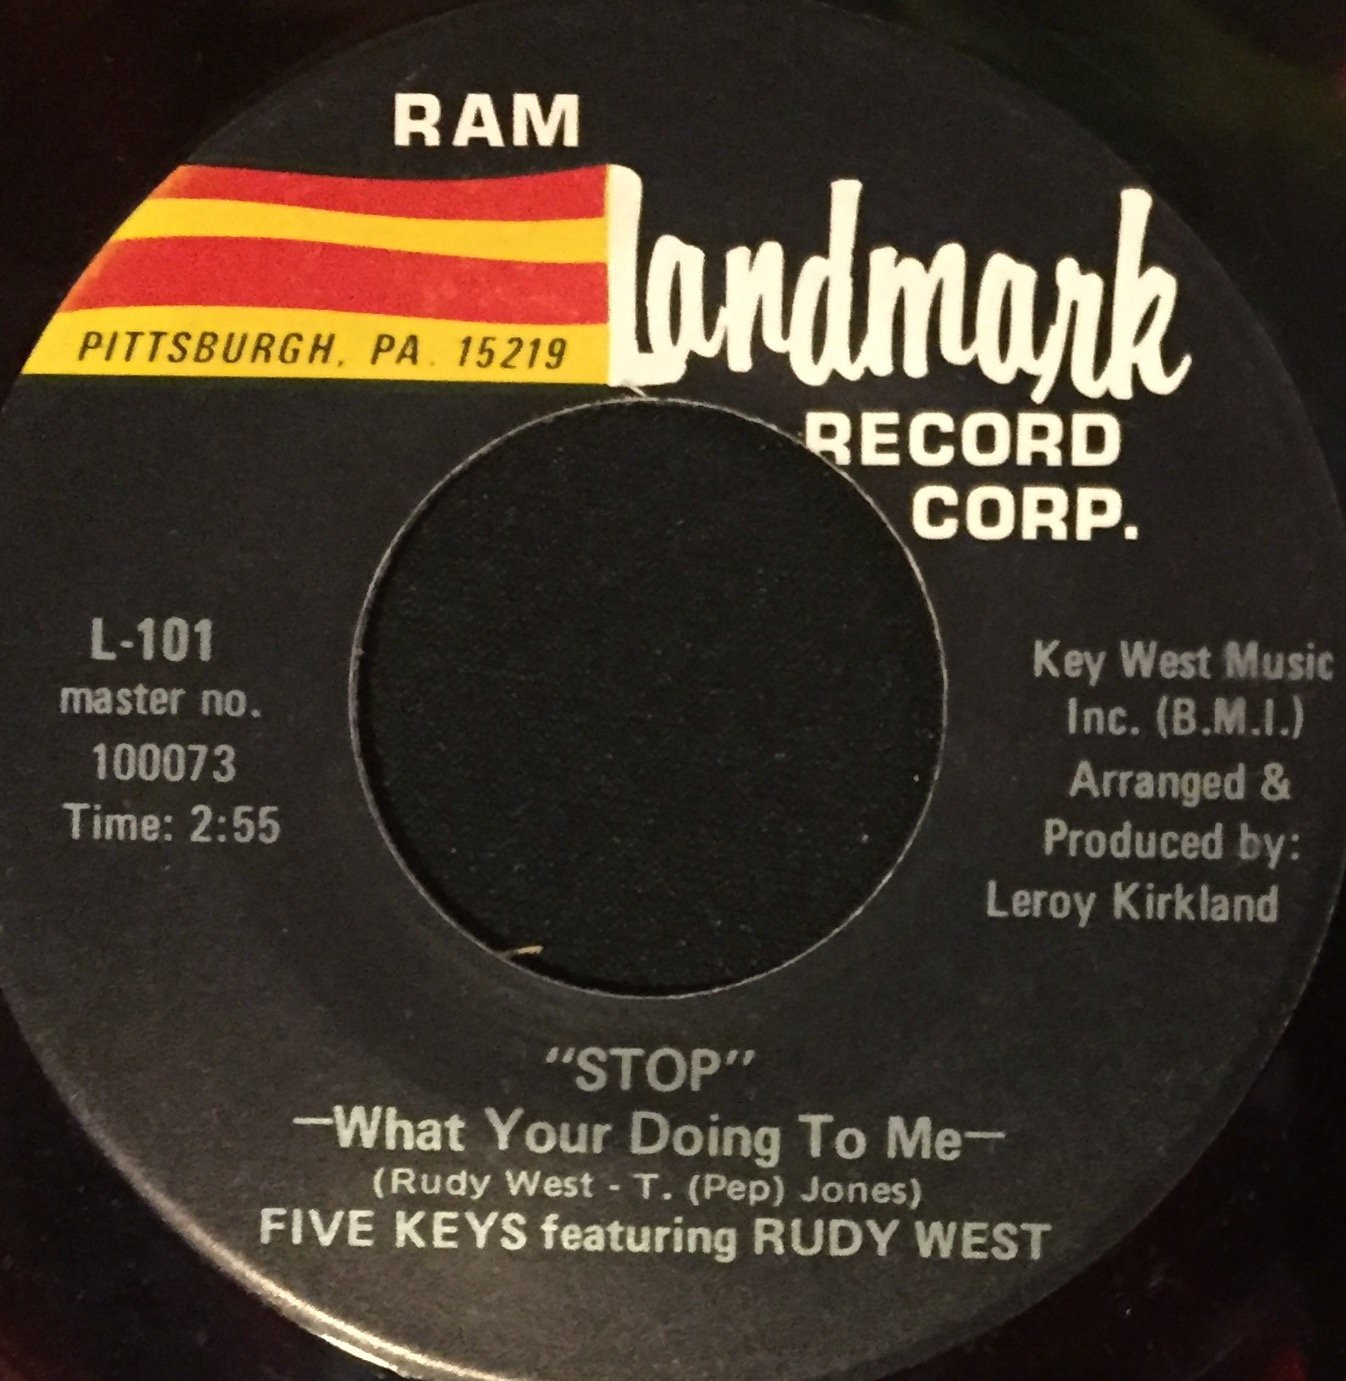 RAM
Landmark
PITTSBURGH, PA. 15219
RECORD
CORP.
L-101
master no.
100073
Time: 2:55
Key West Music
Inc. (B.M.I.)
Arranged &
Produced by:
Leroy Kirkland
"STOP"
—What Your Doing To Me—
(Rudy West - T. (Pep) Jones)
FIVE KEYS featuring RUDY WEST